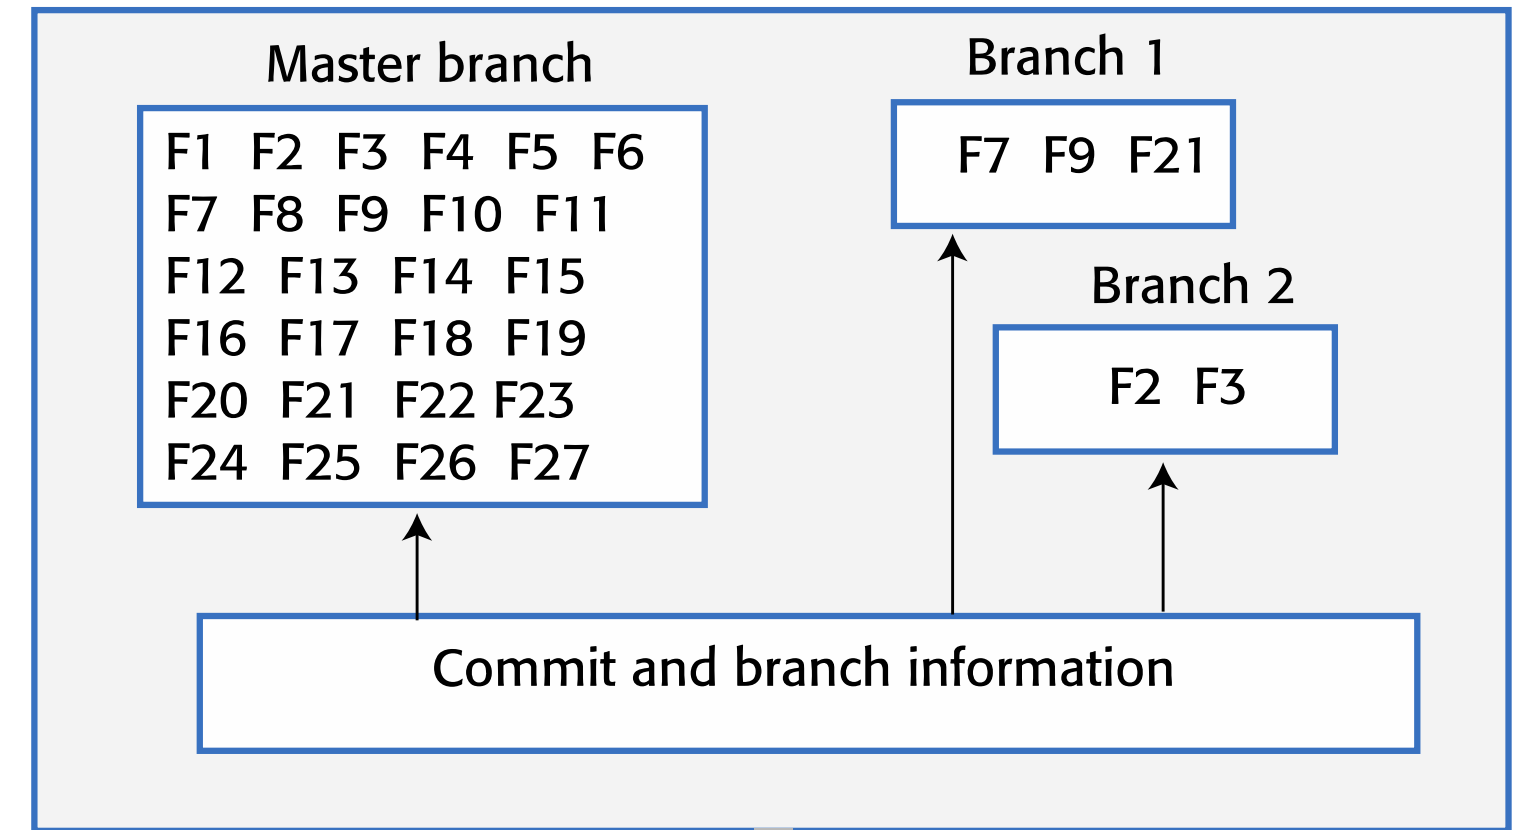 Master branch
F1 F2 F3 F4 F5 F6
F7 F8 F9 F10 F11
F12 F13 F14 F15
F16 F17 F18 F19
F20 F21 F22 F23
F24 F25 F26 F27
Branch 1
F7 F9 F21
Branch 2
F2 F3
Commit and branch information